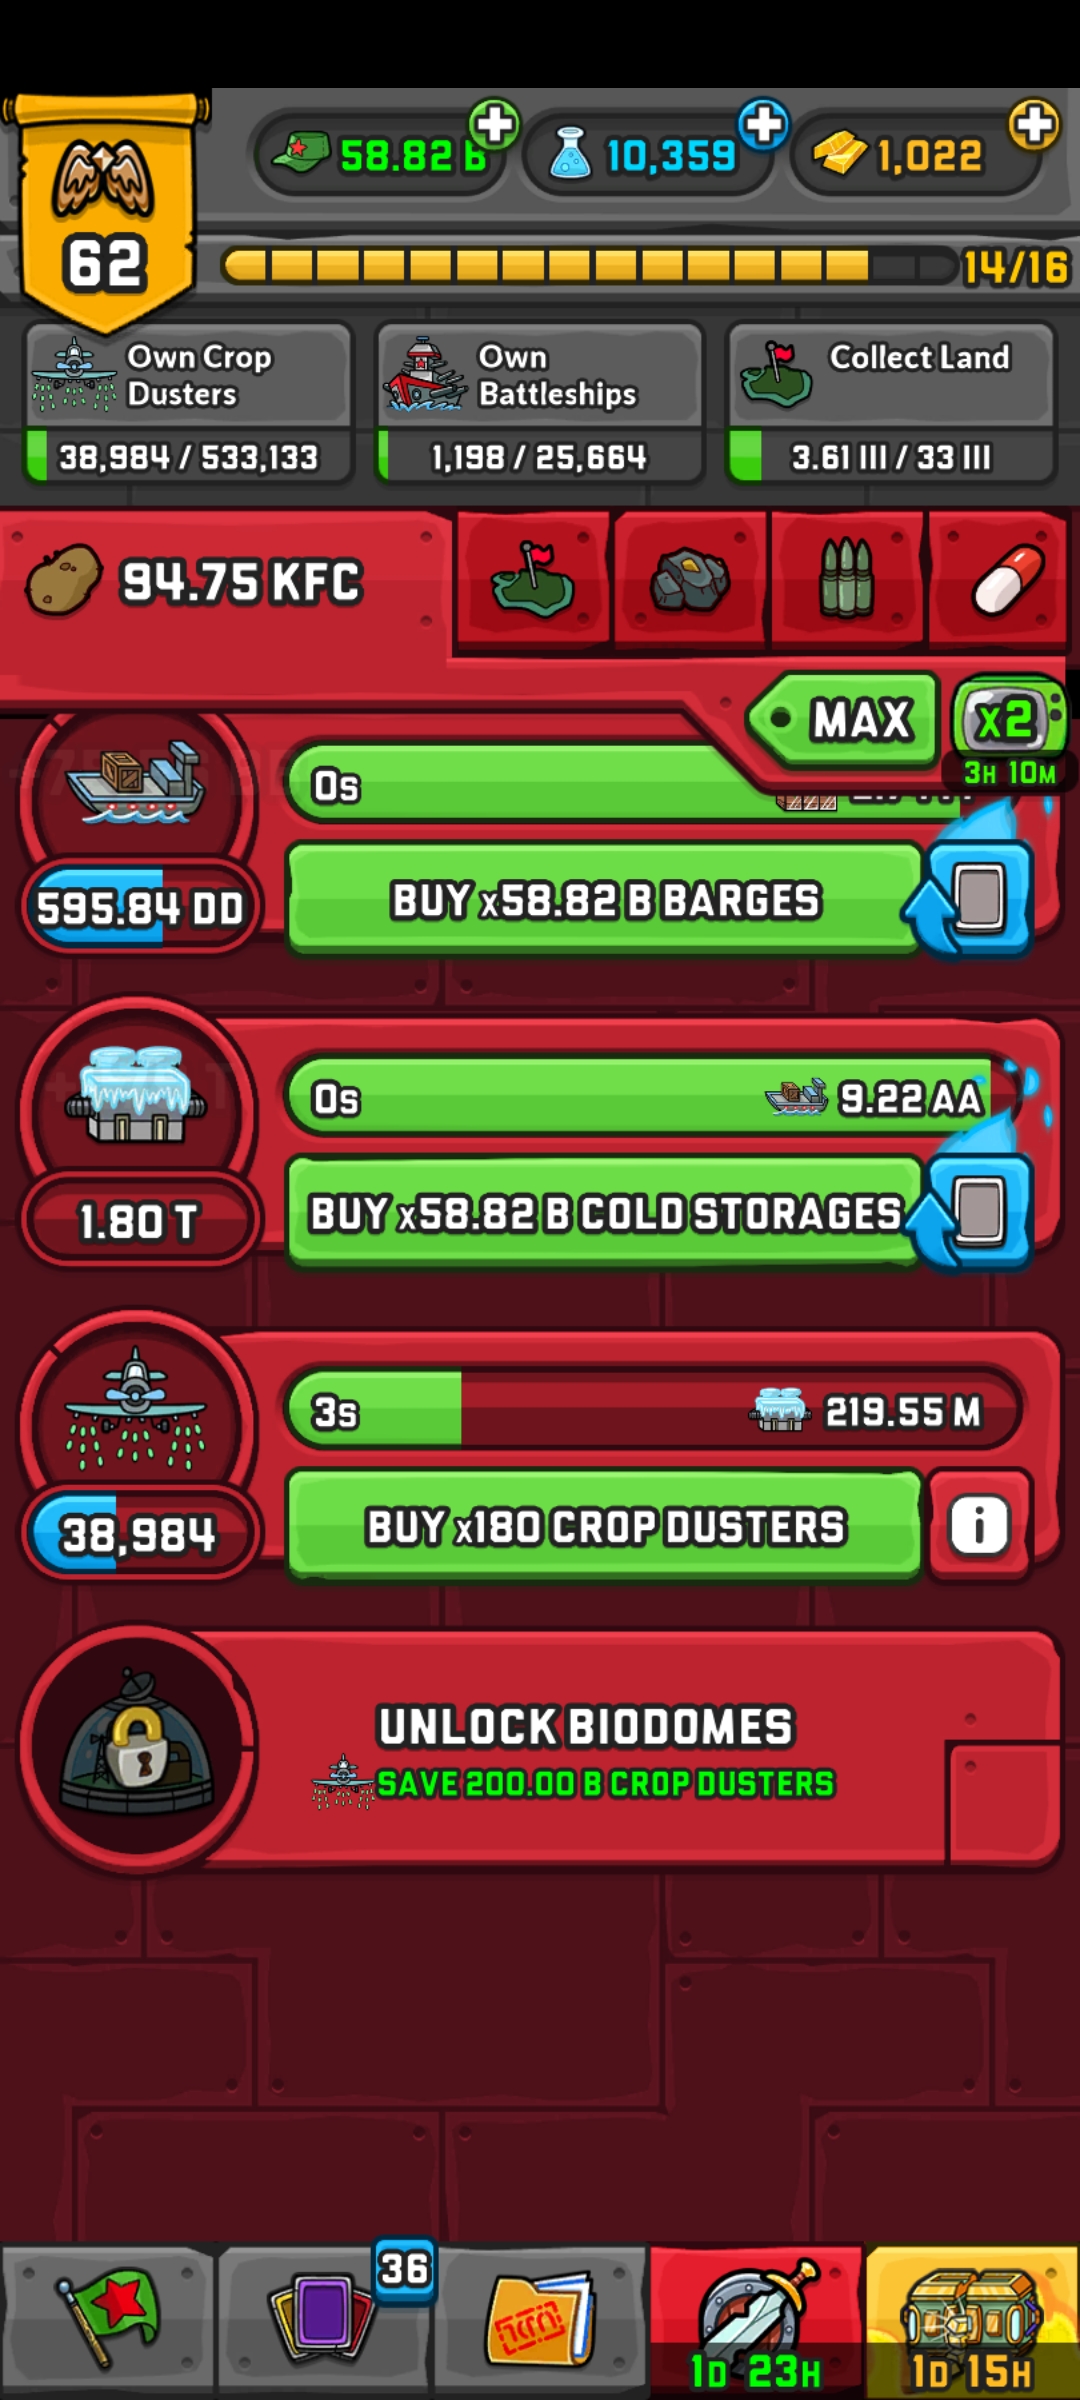 58.82 B
10,359
1,022
62
14/16
Own Crop
Dusters
38,984 / 533,133
Own
Battleships
1,198 / 25,664
Collect Land
3.61 III / 33 III
94.75 KFC
MAX
x2
3H 10M
0s
595.84 DD
BUY x58.82 B BARGES
0s
9.22 AA
1.80 T
BUY x58.82 B COLD STORAGES
3s
219.55 M
38,984
BUY x180 CROP DUSTERS
i
UNLOCK BIODOMES
SAVE 200.00 B CROP DUSTERS
36
1D 23H
1D 15H